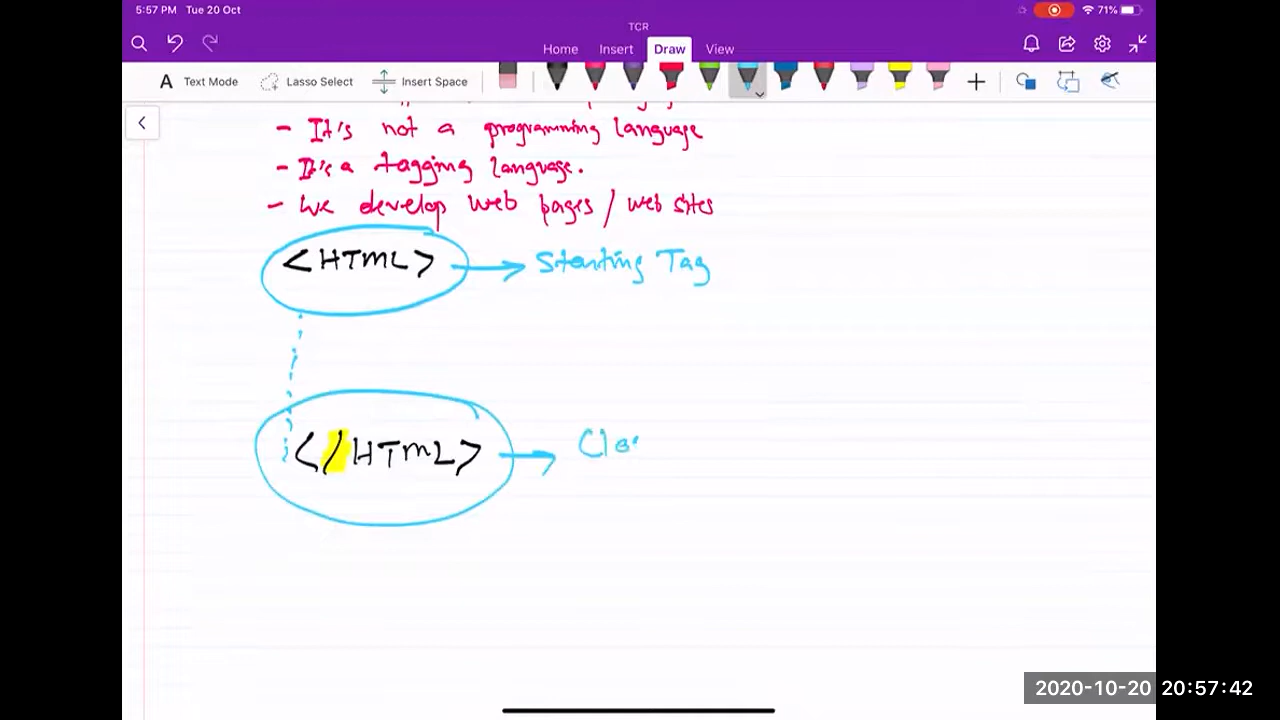 5:57 PM Tue 20 Oct
71%
TCR
Home Insert Draw View
A Text Mode Lasso Select Insert Space
- It's not a programming language
- It's a tagging language.
- We develop web pages / web sites
<HTML> Starting Tag
</HTML> Clo
2020-10-20 20:57:42